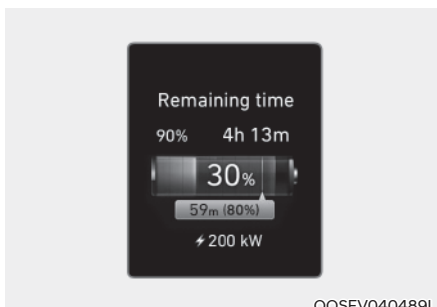 Remaining time
90% 4h 13m
30%
59m (80%)
200 kW
OOSEV040489L